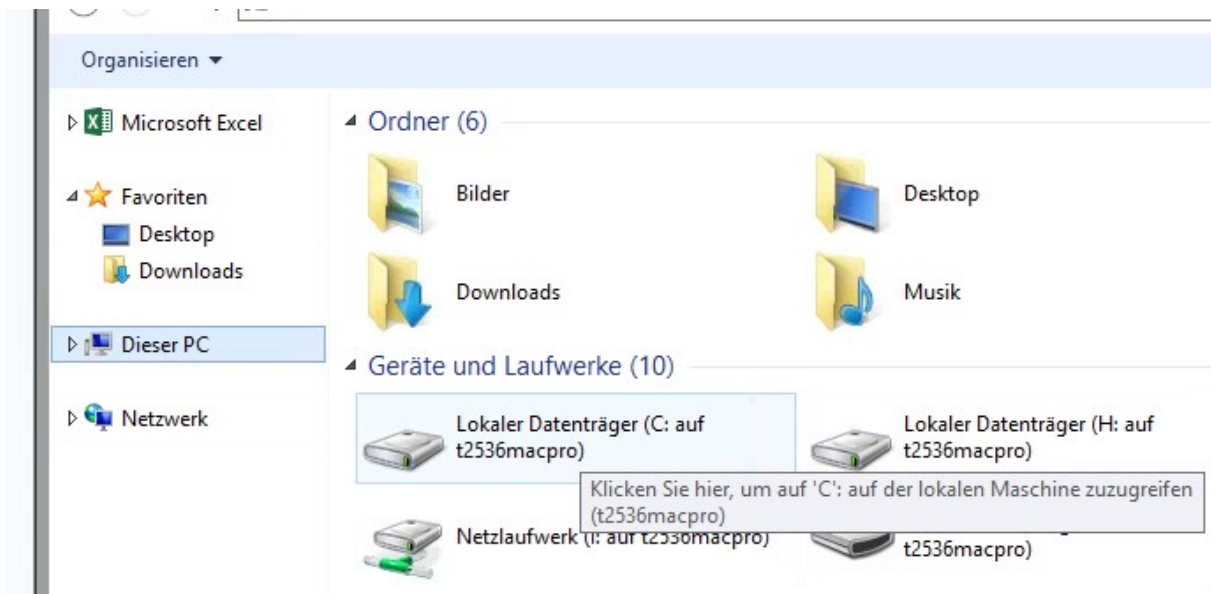 Organisieren
Microsoft Excel
Favoriten
Desktop
Downloads
Dieser PC
Netzwerk
Ordner (6)
Bilder
Desktop
Downloads
Musik
Geräte und Laufwerke (10)
Lokaler Datenträger (C: auf
t2536macpro)
Lokaler Datenträger (H: auf
t2536macpro)
Klicken Sie hier, um auf 'C': auf der lokalen Maschine zuzugreifen
(t2536macpro)
Netzlaufwerk (I: auf t2536macpro)
t2536macpro)